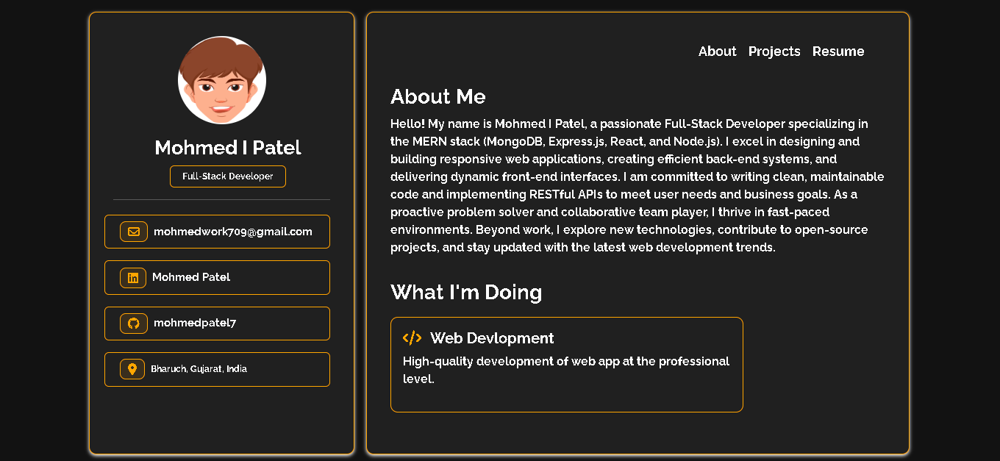 Mohmed I Patel
Full-Stack Developer
mohmedwork709@gmail.com
Mohmed Patel
mohmedpatel7
Bharuch, Gujarat, India
About Projects Resume
About Me
Hello! My name is Mohmed I Patel, a passionate Full-Stack Developer specializing in
the MERN stack (MongoDB, Express.js, React, and Node.js). I excel in designing and
building responsive web applications, creating efficient back-end systems, and
delivering dynamic front-end interfaces. I am committed to writing clean, maintainable
code and implementing RESTful APIs to meet user needs and business goals. As a
proactive problem solver and collaborative team player, I thrive in fast-paced
environments. Beyond work, I explore new technologies, contribute to open-source
projects, and stay updated with the latest web development trends.
What I'm Doing
Web Devlopment
High-quality development of web app at the professional
level.